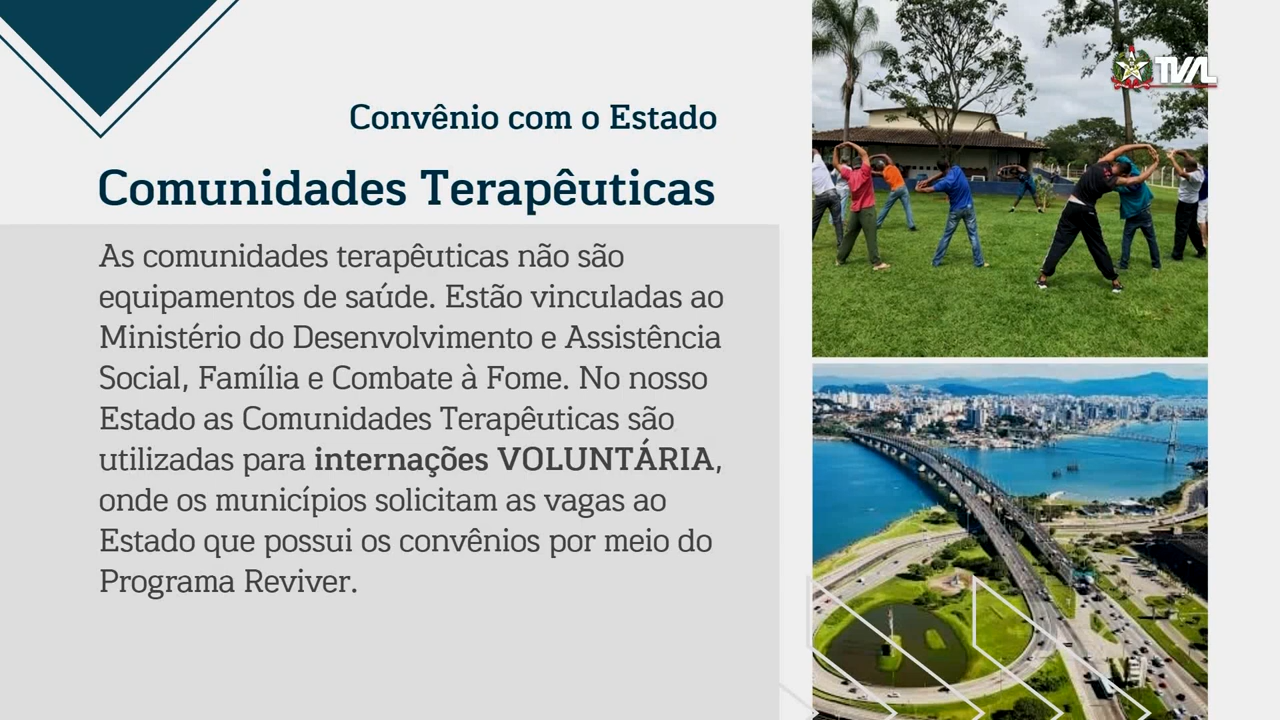 Convênio com o Estado
Comunidades Terapêuticas
As comunidades terapêuticas não são
equipamentos de saúde. Estão vinculadas ao
Ministério do Desenvolvimento e Assistência
Social, Família e Combate à Fome. No nosso
Estado as Comunidades Terapêuticas são
utilizadas para internações VOLUNTÁRIA,
onde os municípios solicitam as vagas ao
Estado que possui os convênios por meio do
Programa Reviver.
TVAL